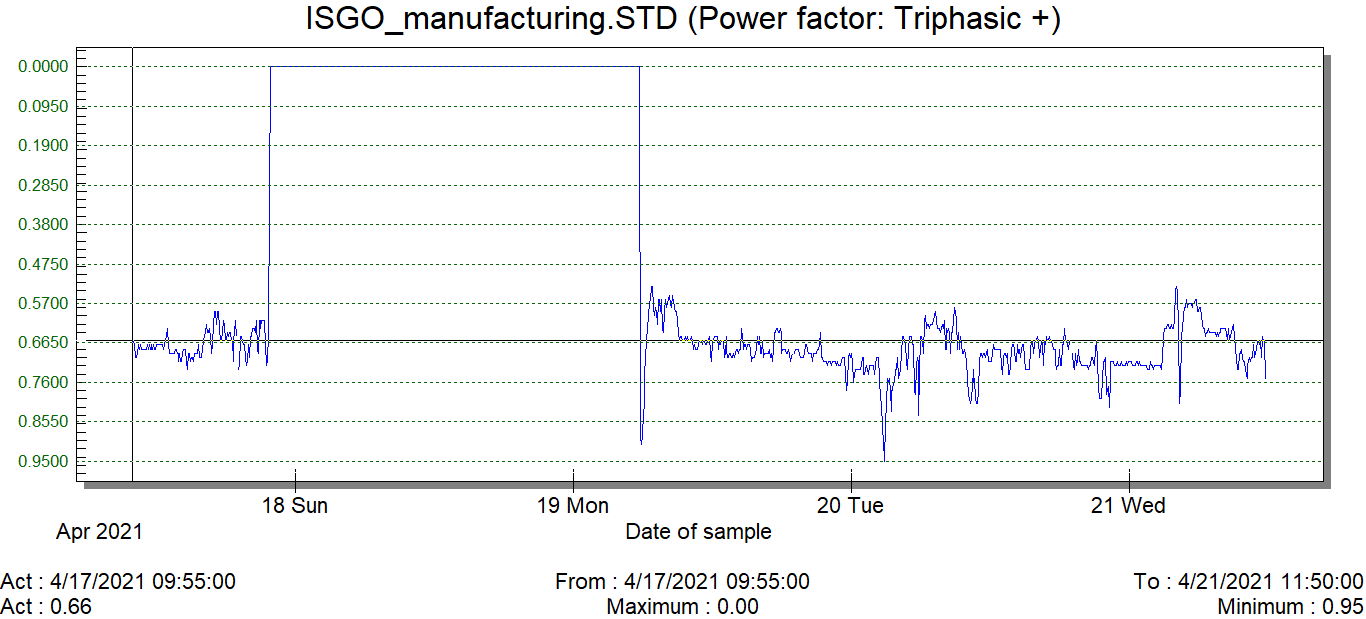 ISGO_manufacturing.STD (Power factor: Triphasic +)
0.0000
0.0950
0.1900
0.2850
0.3800
0.4750
0.5700
0.6650
0.7600
0.8550
0.9500
18 Sun 19 Mon 20 Tue 21 Wed
Apr 2021 Date of sample
Act : 4/17/2021 09:55:00 From : 4/17/2021 09:55:00 To : 4/21/2021 11:50:00
Act : 0.66 Maximum : 0.00 Minimum : 0.95